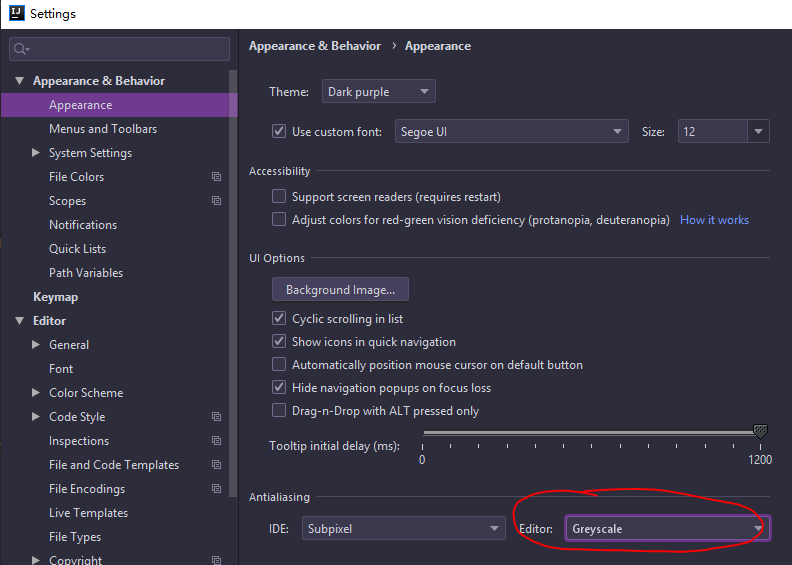 IJ Settings
Appearance & Behavior › Appearance
Appearance & Behavior
Appearance
Menus and Toolbars
System Settings
File Colors
Scopes
Notifications
Quick Lists
Path Variables
Keymap
Editor
General
Font
Color Scheme
Code Style
Inspections
File and Code Templates
File Encodings
Live Templates
File Types
Copyright
Theme: Dark purple
Use custom font: Segoe UI Size: 12
Accessibility
Support screen readers (requires restart)
Adjust colors for red-green vision deficiency (protanopia, deuteranopia) How it works
UI Options
Background Image...
Cyclic scrolling in list
Show icons in quick navigation
Automatically position mouse cursor on default button
Hide navigation popups on focus loss
Drag-n-Drop with ALT pressed only
Tooltip initial delay (ms):
0 1200
Antialiasing
IDE: Subpixel Editor: Greyscale